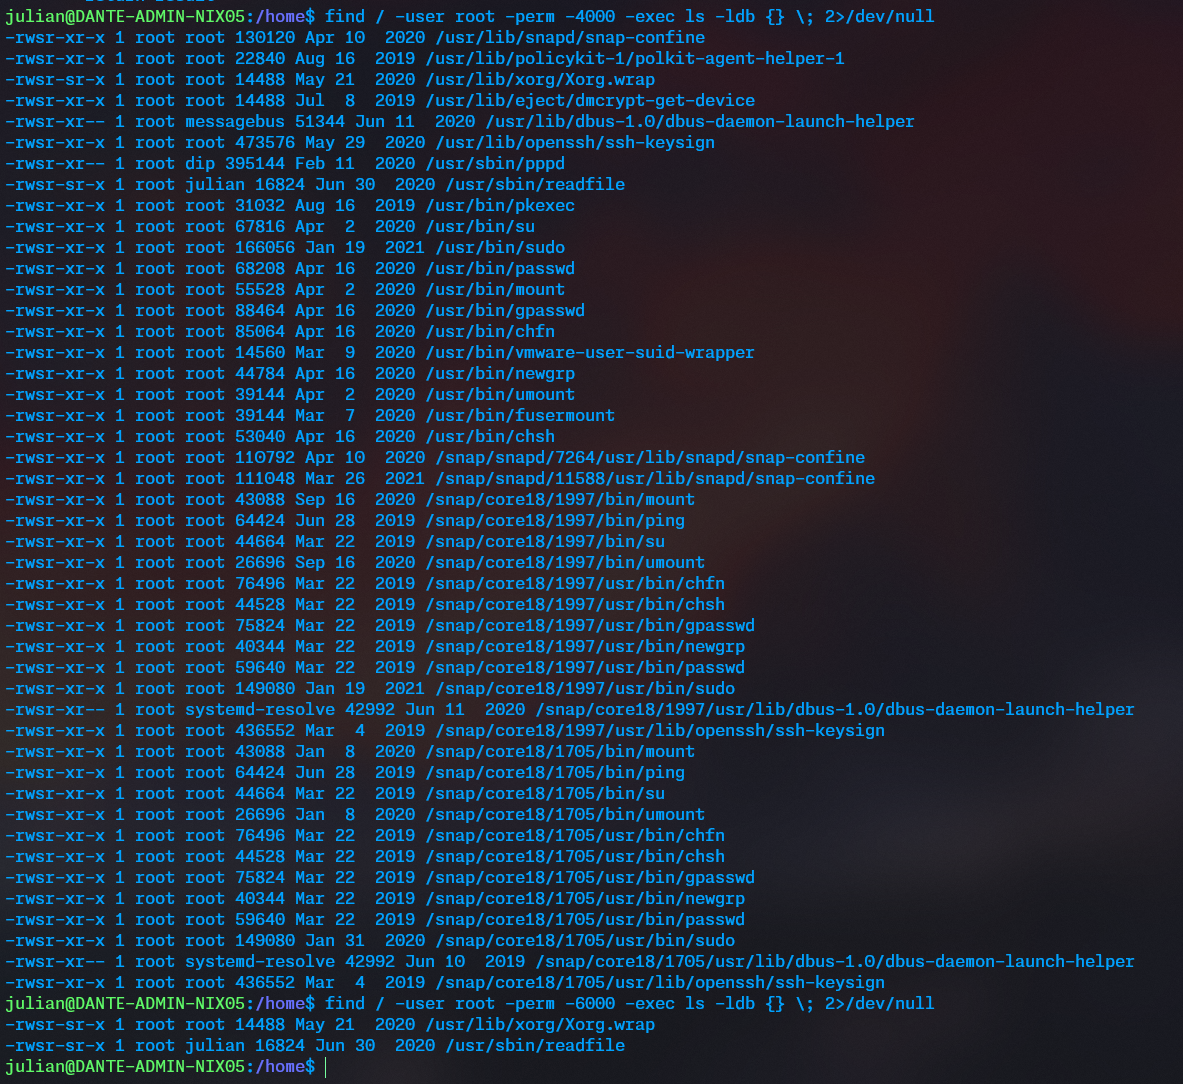 julian@DANTE-ADMIN-NIX05:/home$ find / -user root -perm -4000 -exec ls -ldb {} \; 2>/dev/null
-rwsr-xr-x 1 root root 130120 Apr 10  2020 /usr/lib/snapd/snap-confine
-rwsr-xr-x 1 root root 22840 Aug 16  2019 /usr/lib/policykit-1/polkit-agent-helper-1
-rwsr-sr-x 1 root root 14488 May 21  2020 /usr/lib/xorg/Xorg.wrap
-rwsr-xr-x 1 root root 14488 Jul  8  2019 /usr/lib/eject/dmcrypt-get-device
-rwsr-xr-- 1 root messagebus 51344 Jun 11  2020 /usr/lib/dbus-1.0/dbus-daemon-launch-helper
-rwsr-xr-x 1 root root 473576 May 29  2020 /usr/lib/openssh/ssh-keysign
-rwsr-xr-- 1 root dip 395144 Feb 11  2020 /usr/sbin/pppd
-rwsr-sr-x 1 root julian 16824 Jun 30  2020 /usr/sbin/readfile
-rwsr-xr-x 1 root root 31032 Aug 16  2019 /usr/bin/pkexec
-rwsr-xr-x 1 root root 67816 Apr  2  2020 /usr/bin/su
-rwsr-xr-x 1 root root 166056 Jan 19  2021 /usr/bin/sudo
-rwsr-xr-x 1 root root 68208 Apr 16  2020 /usr/bin/passwd
-rwsr-xr-x 1 root root 55528 Apr  2  2020 /usr/bin/mount
-rwsr-xr-x 1 root root 88464 Apr 16  2020 /usr/bin/gpasswd
-rwsr-xr-x 1 root root 85064 Apr 16  2020 /usr/bin/chfn
-rwsr-xr-x 1 root root 14560 Mar  9  2020 /usr/bin/vmware-user-suid-wrapper
-rwsr-xr-x 1 root root 44784 Apr 16  2020 /usr/bin/newgrp
-rwsr-xr-x 1 root root 39144 Apr  2  2020 /usr/bin/umount
-rwsr-xr-x 1 root root 39144 Mar  7  2020 /usr/bin/fusermount
-rwsr-xr-x 1 root root 53040 Apr 16  2020 /usr/bin/chsh
-rwsr-xr-x 1 root root 110792 Apr 10  2020 /snap/snapd/7264/usr/lib/snapd/snap-confine
-rwsr-xr-x 1 root root 111048 Mar 26  2021 /snap/snapd/11588/usr/lib/snapd/snap-confine
-rwsr-xr-x 1 root root 43088 Sep 16  2020 /snap/core18/1997/bin/mount
-rwsr-xr-x 1 root root 64424 Jun 28  2019 /snap/core18/1997/bin/ping
-rwsr-xr-x 1 root root 44664 Mar 22  2019 /snap/core18/1997/bin/su
-rwsr-xr-x 1 root root 26696 Sep 16  2020 /snap/core18/1997/bin/umount
-rwsr-xr-x 1 root root 76496 Mar 22  2019 /snap/core18/1997/usr/bin/chfn
-rwsr-xr-x 1 root root 44528 Mar 22  2019 /snap/core18/1997/usr/bin/chsh
-rwsr-xr-x 1 root root 75824 Mar 22  2019 /snap/core18/1997/usr/bin/gpasswd
-rwsr-xr-x 1 root root 40344 Mar 22  2019 /snap/core18/1997/usr/bin/newgrp
-rwsr-xr-x 1 root root 59640 Mar 22  2019 /snap/core18/1997/usr/bin/passwd
-rwsr-xr-x 1 root root 149080 Jan 19  2021 /snap/core18/1997/usr/bin/sudo
-rwsr-xr-- 1 root systemd-resolve 42992 Jun 11  2020 /snap/core18/1997/usr/lib/dbus-1.0/dbus-daemon-launch-helper
-rwsr-xr-x 1 root root 436552 Mar  4  2019 /snap/core18/1997/usr/lib/openssh/ssh-keysign
-rwsr-xr-x 1 root root 43088 Jan  8  2020 /snap/core18/1705/bin/mount
-rwsr-xr-x 1 root root 64424 Jun 28  2019 /snap/core18/1705/bin/ping
-rwsr-xr-x 1 root root 44664 Mar 22  2019 /snap/core18/1705/bin/su
-rwsr-xr-x 1 root root 26696 Jan  8  2020 /snap/core18/1705/bin/umount
-rwsr-xr-x 1 root root 76496 Mar 22  2019 /snap/core18/1705/usr/bin/chfn
-rwsr-xr-x 1 root root 44528 Mar 22  2019 /snap/core18/1705/usr/bin/chsh
-rwsr-xr-x 1 root root 75824 Mar 22  2019 /snap/core18/1705/usr/bin/gpasswd
-rwsr-xr-x 1 root root 40344 Mar 22  2019 /snap/core18/1705/usr/bin/newgrp
-rwsr-xr-x 1 root root 59640 Mar 22  2019 /snap/core18/1705/usr/bin/passwd
-rwsr-xr-x 1 root root 149080 Jan 31  2020 /snap/core18/1705/usr/bin/sudo
-rwsr-xr-- 1 root systemd-resolve 42992 Jun 10  2019 /snap/core18/1705/usr/lib/dbus-1.0/dbus-daemon-launch-helper
-rwsr-xr-x 1 root root 436552 Mar  4  2019 /snap/core18/1705/usr/lib/openssh/ssh-keysign
julian@DANTE-ADMIN-NIX05:/home$ find / -user root -perm -6000 -exec ls -ldb {} \; 2>/dev/null
-rwsr-sr-x 1 root root 14488 May 21  2020 /usr/lib/xorg/Xorg.wrap
-rwsr-sr-x 1 root julian 16824 Jun 30  2020 /usr/sbin/readfile
julian@DANTE-ADMIN-NIX05:/home$